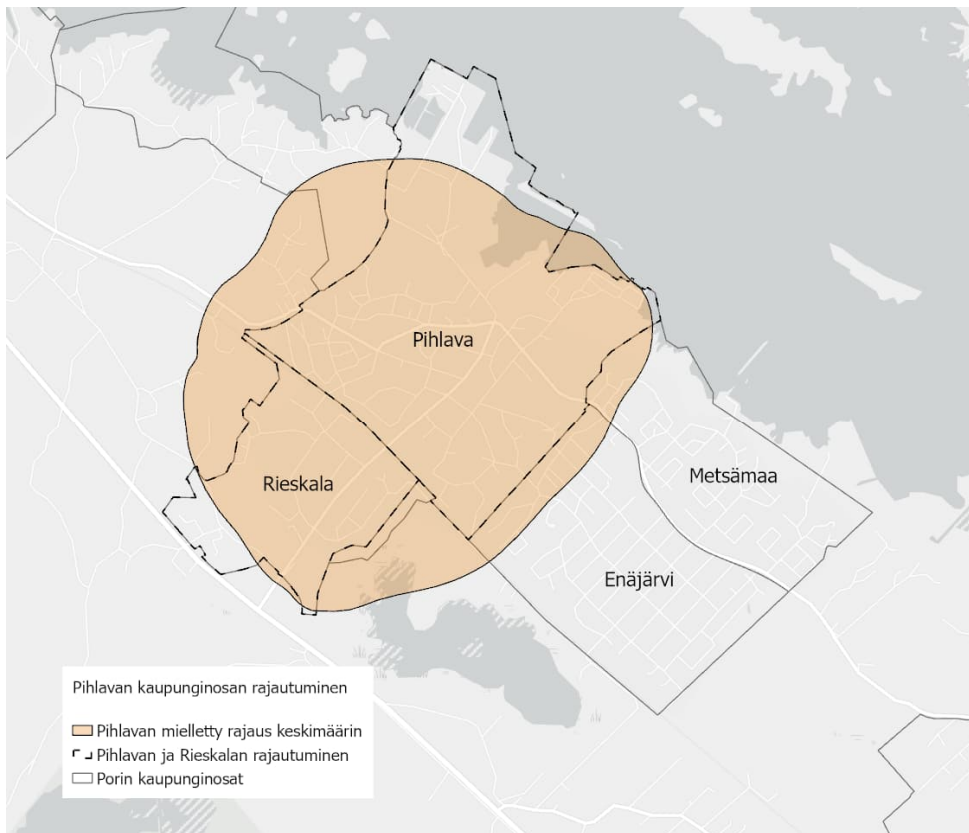 Pihlava
Rieskala
Metsämaa
Enäjärvi
Pihlavan kaupunginosan rajautuminen
Pihlavan mielletty rajaus keskimäärin
Pihlavan ja Rieskalan rajautuminen
Porin kaupunginosat